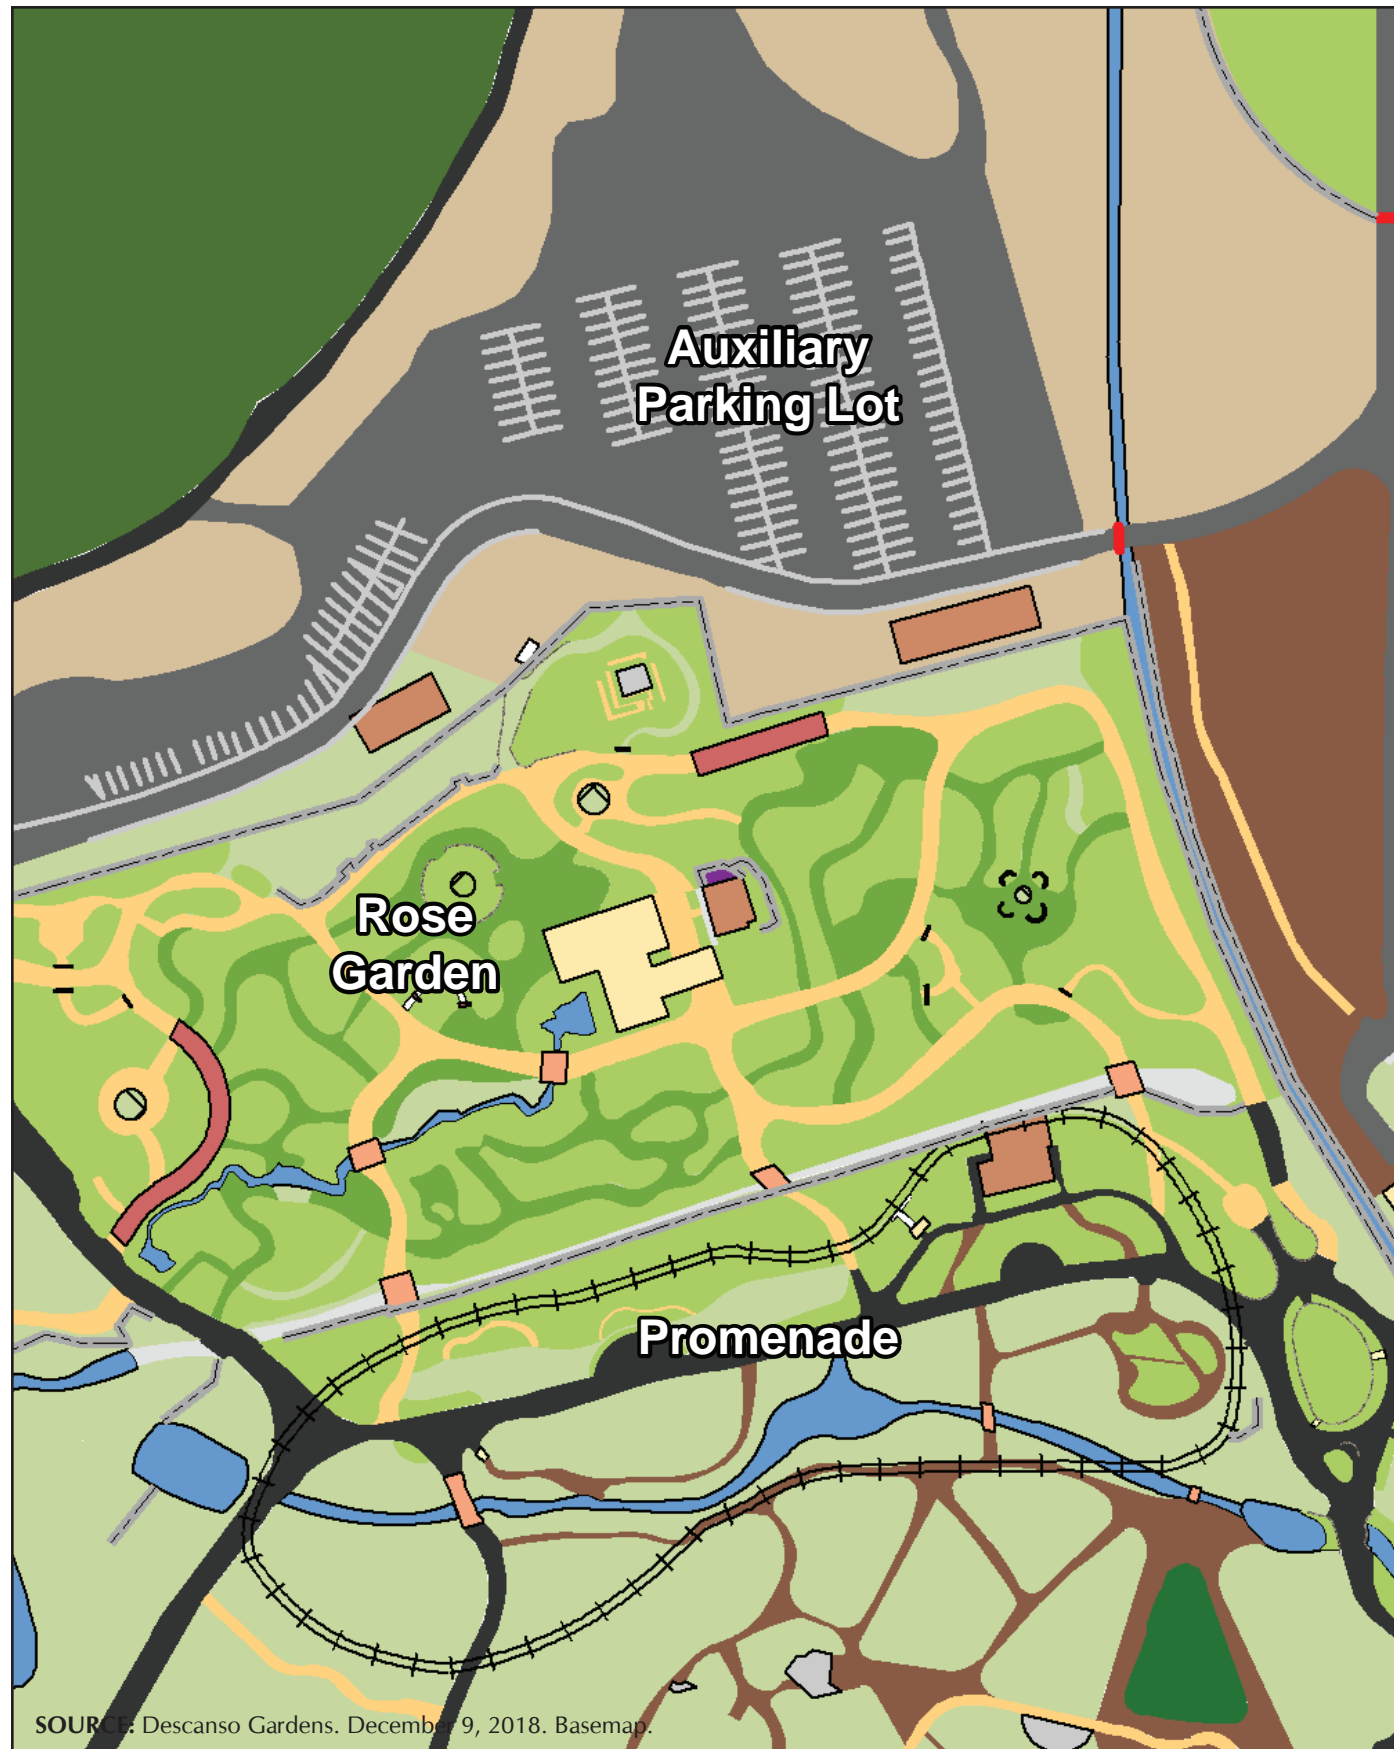 Auxiliary
Parking Lot
Rose
Garden
Promenade
SOURCE: Descanso Gardens. December 9, 2018. Basemap.